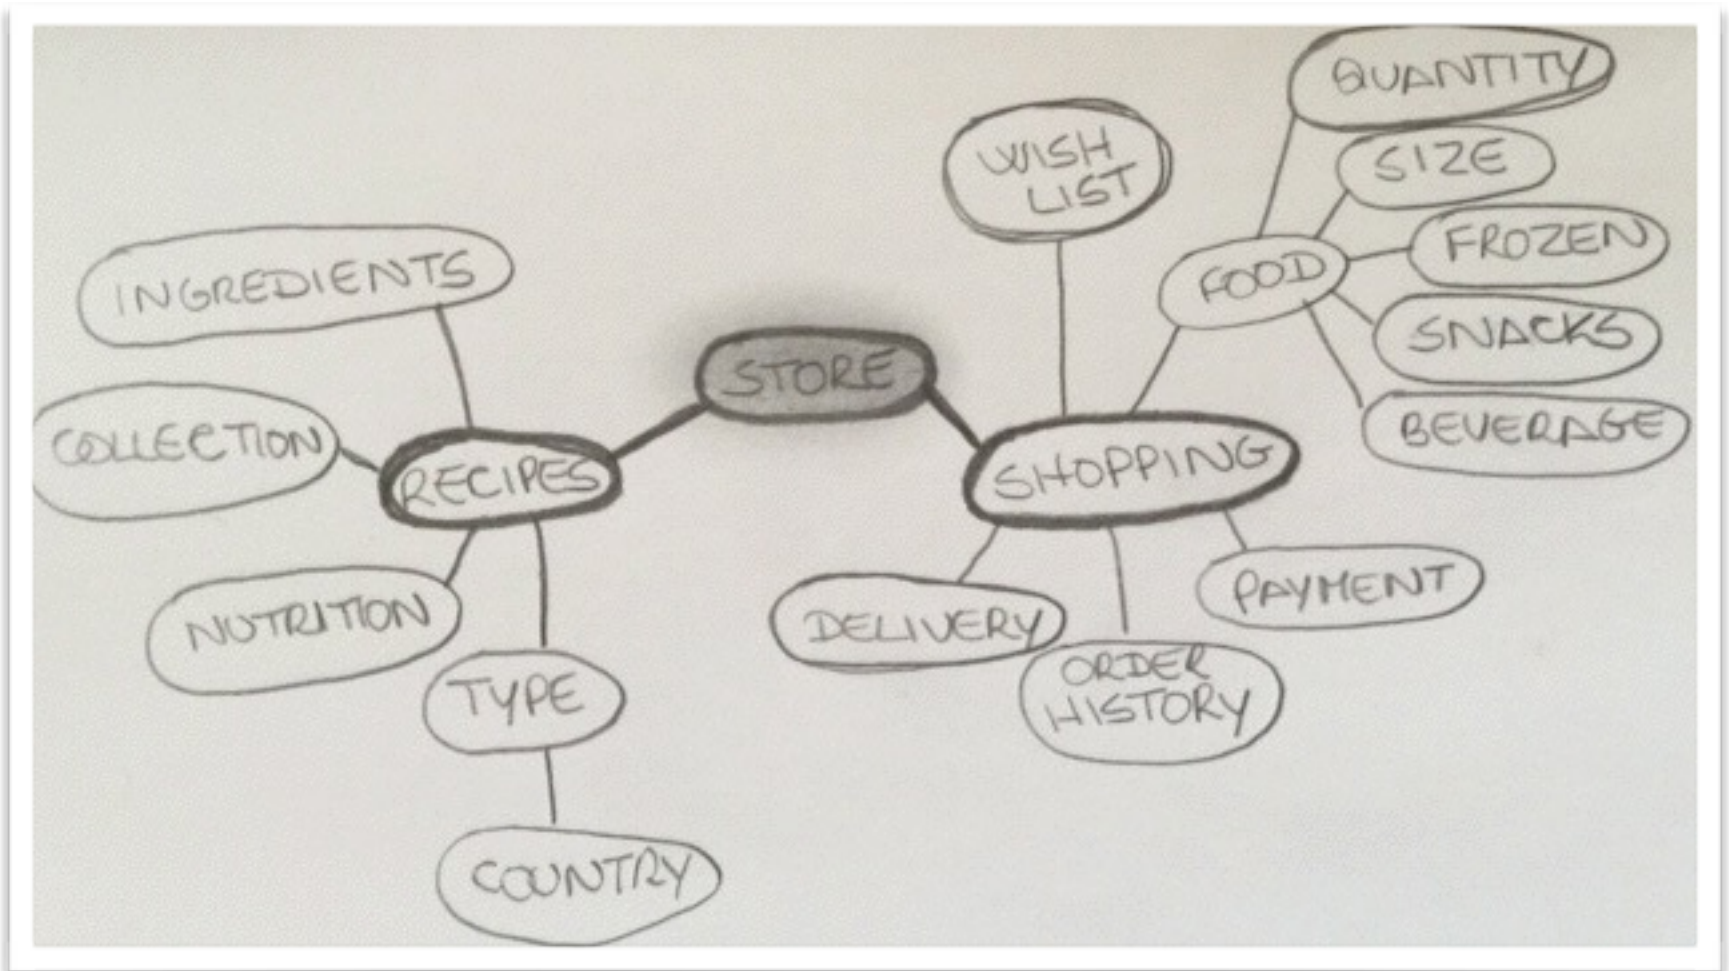 QUANTITY
WISH
LIST
SIZE
FROZEN
FOOD
INGREDIENTS
SNACKS
STORE
BEVERAGE
COLLECTION
RECIPES
SHOPPING
PAYMENT
NUTRITION
DELIVERY
TYPE
ORDER
HISTORY
COUNTRY